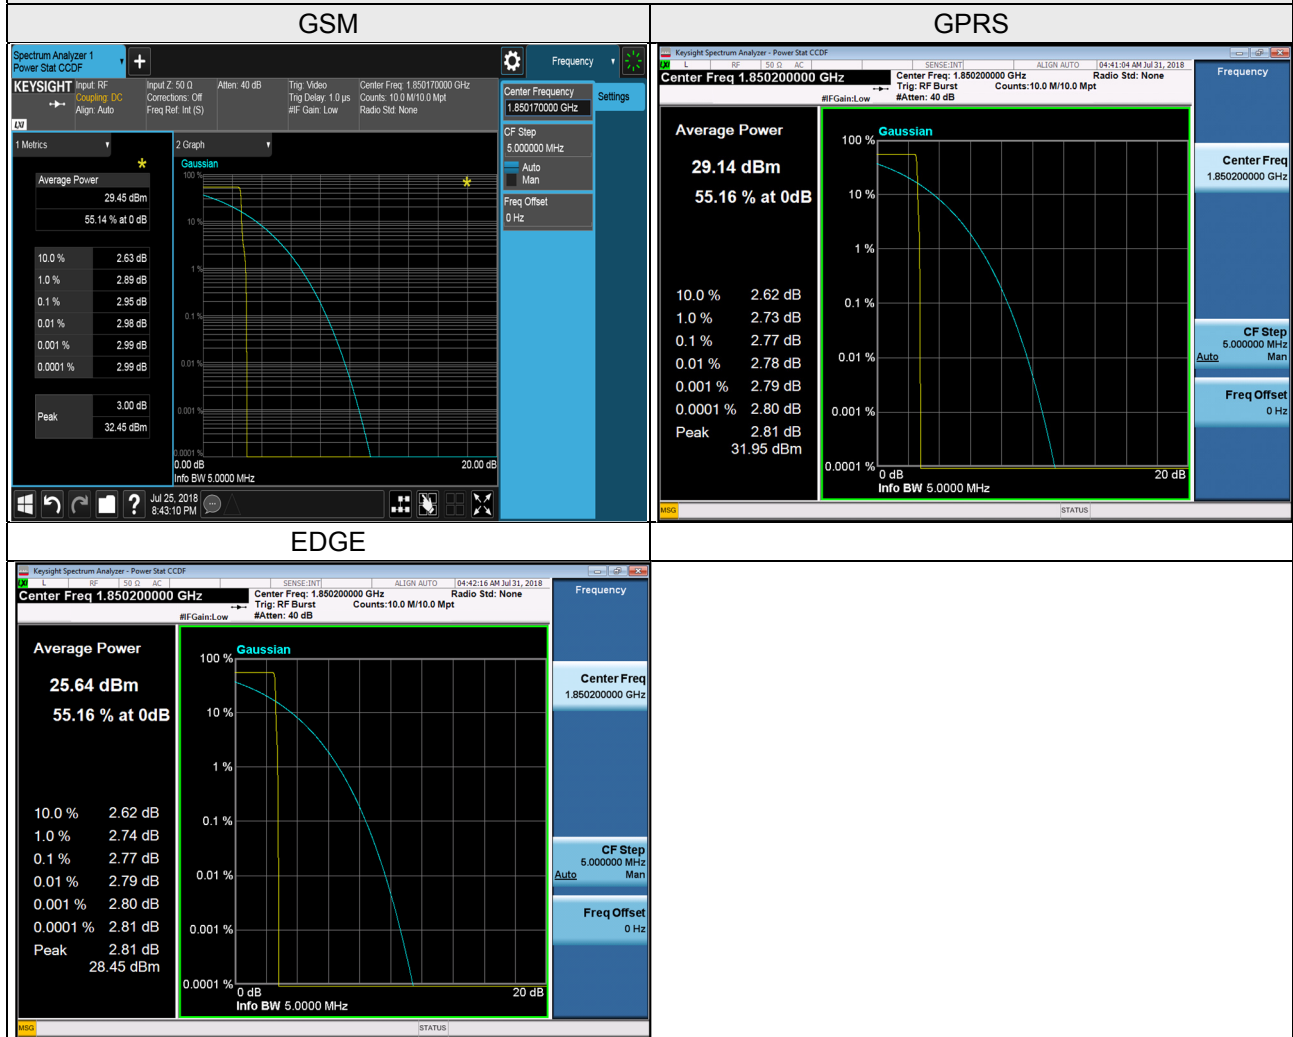 GSM
GPRS
Spectrum Analyzer 1
Power Stat CCDF
Frequency
KEYSIGHT
Input: RF
Coupling: DC
Align: Auto
Input Z: 50 Ω
Corrections: Off
Freq Ref: Int (S)
Atten: 40 dB
Trig: Video
Trig Delay: 1.0 µs
#IF Gain: Low
Center Freq: 1.850170000 GHz
Counts: 10.0 M/10.0 Mpt
Radio Std: None
LXI
Center Frequency
1.850170000 GHz
Settings
CF Step
5.000000 MHz
Auto
Man
Freq Offset
0 Hz
1 Metrics
2 Graph
Gaussian
Average Power
29.45 dBm
55.14 % at 0 dB
10.0 % 2.63 dB
1.0 % 2.89 dB
0.1 % 2.95 dB
0.01 % 2.98 dB
0.001 % 2.99 dB
0.0001 % 2.99 dB
Peak 3.00 dB
32.45 dBm
100 %
10 %
1 %
0.1 %
0.01 %
0.001 %
0.0001 %
0.00 dB 20.00 dB
Info BW 5.0000 MHz
?
Jul 25, 2018
8:43:10 PM
Keysight Spectrum Analyzer - Power Stat CCDF
LXI L RF 50 Ω AC SENSE:INT ALIGN AUTO 04:41:04 AM Jul 31, 2018
Center Freq 1.850200000 GHz
#IFGain:Low
Center Freq: 1.850200000 GHz
Trig: RF Burst Counts:10.0 M/10.0 Mpt
#Atten: 40 dB
Radio Std: None
Frequency
Center Freq
1.850200000 GHz
CF Step
5.000000 MHz
Auto Man
Freq Offset
0 Hz
Average Power
29.14 dBm
55.16 % at 0dB
10.0 % 2.62 dB
1.0 % 2.73 dB
0.1 % 2.77 dB
0.01 % 2.78 dB
0.001 % 2.79 dB
0.0001 % 2.80 dB
Peak 2.81 dB
31.95 dBm
Gaussian
100 %
10 %
1 %
0.1 %
0.01 %
0.001 %
0.0001 %
0 dB 20 dB
Info BW 5.0000 MHz
MSG STATUS
EDGE
Keysight Spectrum Analyzer - Power Stat CCDF
LXI L RF 50 Ω AC SENSE:INT ALIGN AUTO 04:42:16 AM Jul 31, 2018
Center Freq 1.850200000 GHz
#IFGain:Low
Center Freq: 1.850200000 GHz
Trig: RF Burst Counts:10.0 M/10.0 Mpt
#Atten: 40 dB
Radio Std: None
Frequency
Center Freq
1.850200000 GHz
CF Step
5.000000 MHz
Auto Man
Freq Offset
0 Hz
Average Power
25.64 dBm
55.16 % at 0dB
10.0 % 2.62 dB
1.0 % 2.74 dB
0.1 % 2.77 dB
0.01 % 2.79 dB
0.001 % 2.80 dB
0.0001 % 2.81 dB
Peak 2.81 dB
28.45 dBm
Gaussian
100 %
10 %
1 %
0.1 %
0.01 %
0.001 %
0.0001 %
0 dB 20 dB
Info BW 5.0000 MHz
MSG STATUS